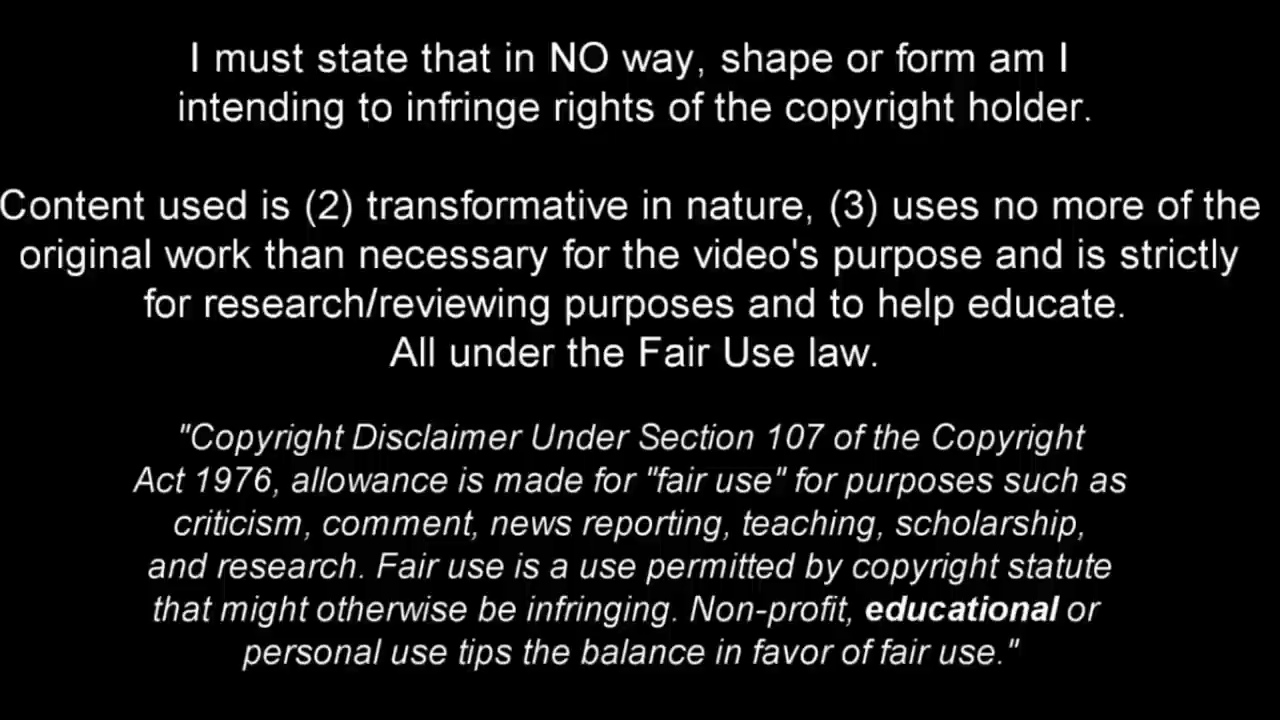 I must state that in NO way, shape or form am I
intending to infringe rights of the copyright holder.
Content used is (2) transformative in nature, (3) uses no more of the
original work than necessary for the video's purpose and is strictly
for research/reviewing purposes and to help educate.
All under the Fair Use law.
"Copyright Disclaimer Under Section 107 of the Copyright
Act 1976, allowance is made for "fair use" for purposes such as
criticism, comment, news reporting, teaching, scholarship,
and research. Fair use is a use permitted by copyright statute
that might otherwise be infringing. Non-profit, educational or
personal use tips the balance in favor of fair use."